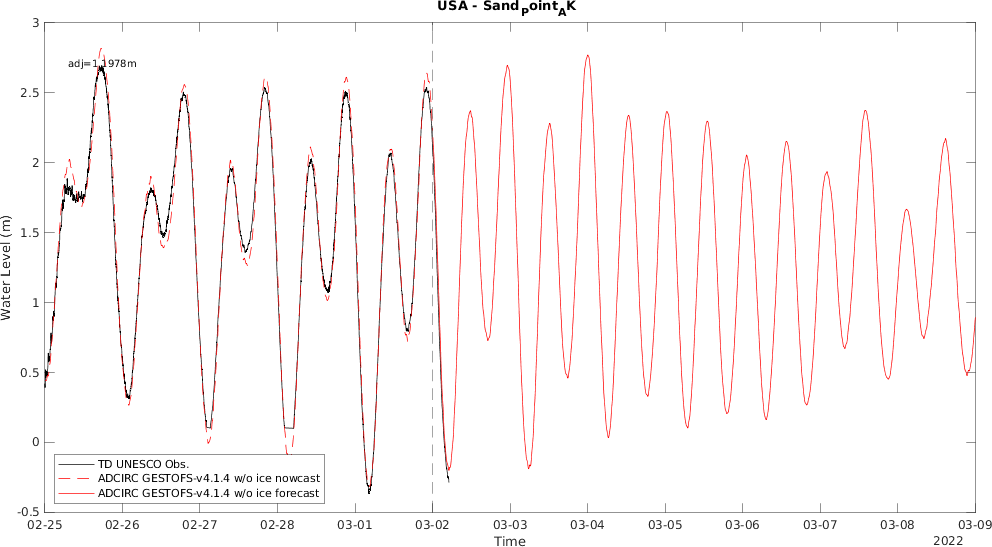 USA - Sand_Point_AK
adj=1.1978m
3
2.5
2
1.5
1
0.5
0
-0.5
Water Level (m)
TD UNESCO Obs.
ADCIRC GESTOFS-v4.1.4 w/o ice nowcast
ADCIRC GESTOFS-v4.1.4 w/o ice forecast
02-25 02-26 02-27 02-28 03-01 03-02 03-03 03-04 03-05 03-06 03-07 03-08 03-09
Time
2022